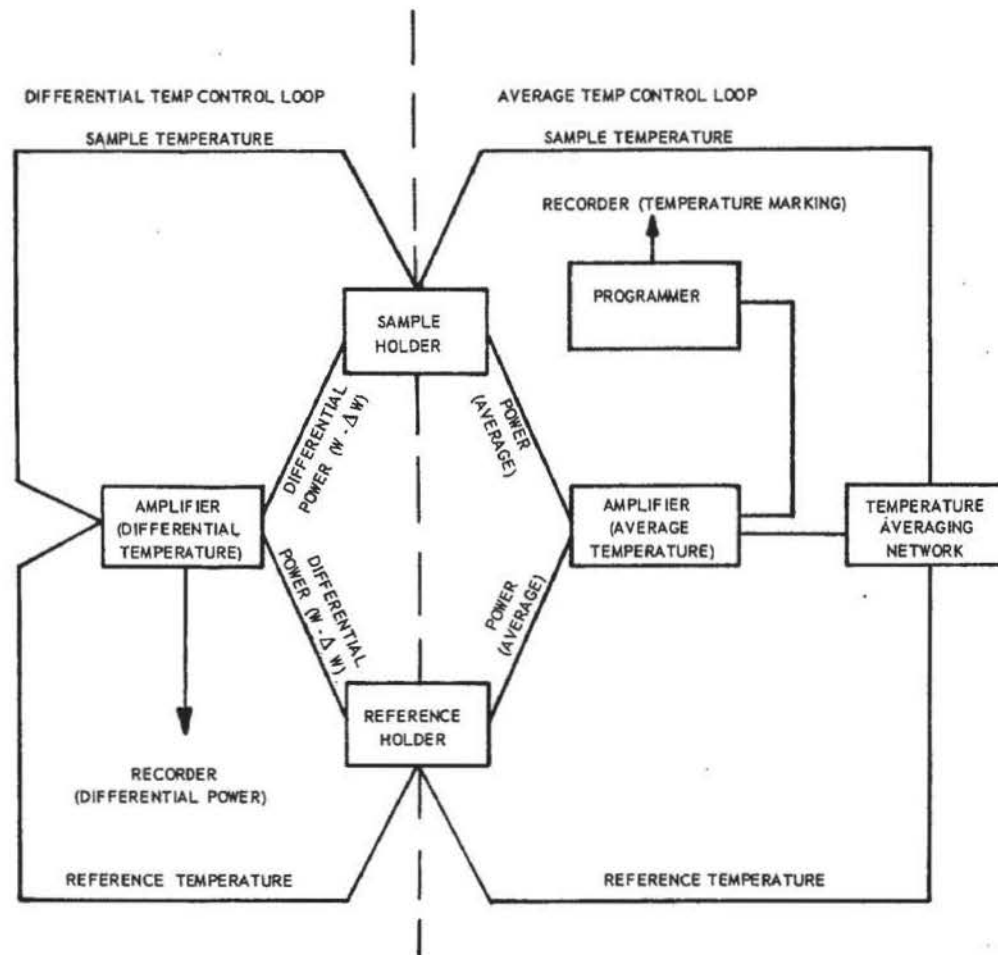 DIFFERENTIAL TEMP CONTROL LOOP
AVERAGE TEMP CONTROL LOOP
SAMPLE TEMPERATURE
SAMPLE TEMPERATURE
RECORDER (TEMPERATURE MARKING)
PROGRAMMER
SAMPLE
HOLDER
DIFFERENTIAL
POWER (W - Δ W)
POWER
(AVERAGE)
AMPLIFIER
(DIFFERENTIAL
TEMPERATURE)
AMPLIFIER
(AVERAGE
TEMPERATURE)
TEMPERATURE
AVERAGING
NETWORK
DIFFERENTIAL
POWER (W - Δ W)
POWER
(AVERAGE)
REFERENCE
HOLDER
RECORDER
(DIFFERENTIAL POWER)
REFERENCE TEMPERATURE
REFERENCE TEMPERATURE